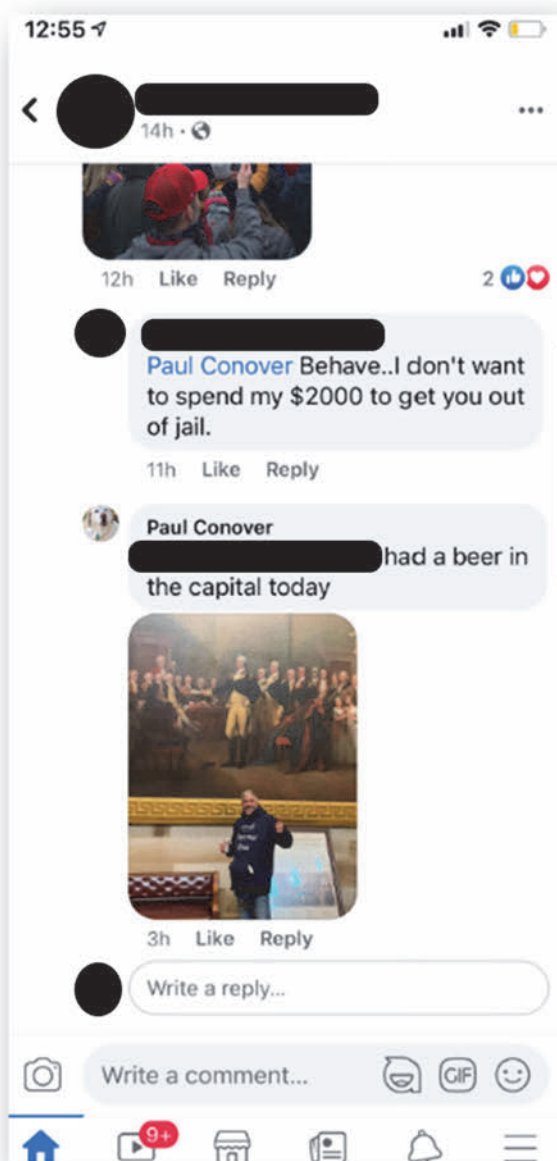 12:55
14h
12h Like Reply 2
Paul Conover Behave..I don't want
to spend my $2000 to get you out
of jail.
11h Like Reply
Paul Conover
had a beer in
the capital today
3h Like Reply
Write a reply...
Write a comment... GIF
9+